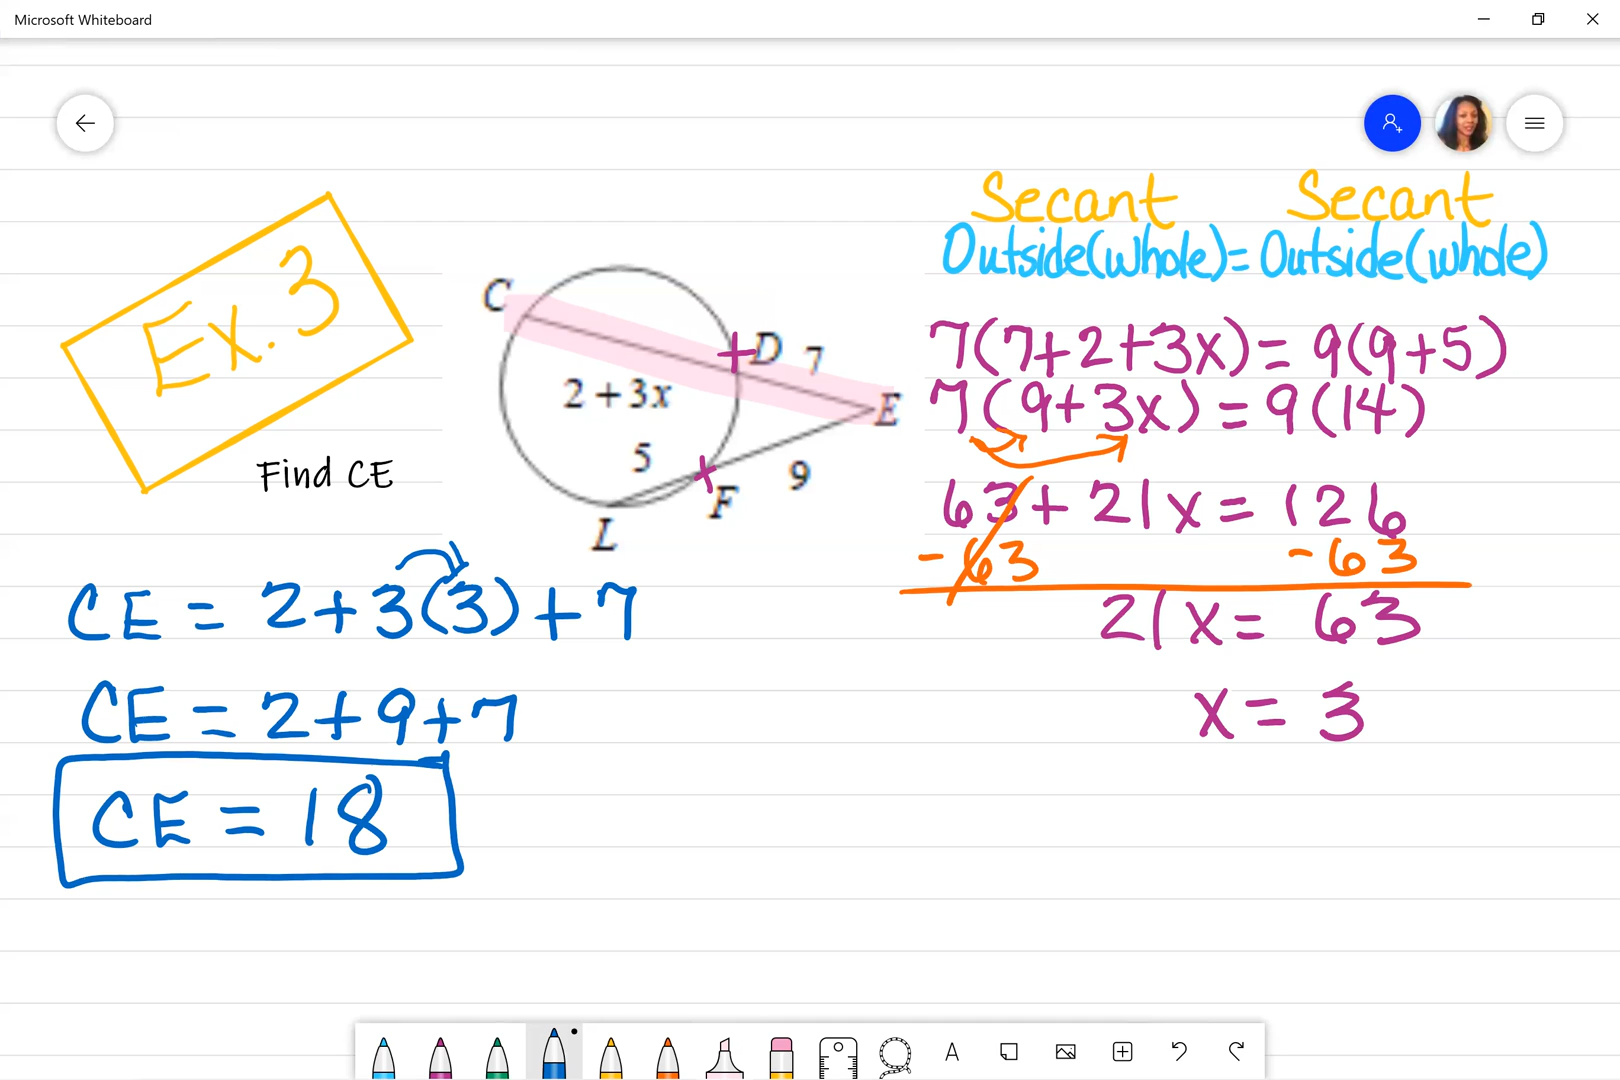 Microsoft Whiteboard
Ex. 3
Find CE
C
D
7
2 + 3x
E
5
9
F
L
Secant Secant
Outside(whole)=Outside(whole)
7(7+2+3x)=9(9+5)
7(9+3x)=9(14)
63+21x=126
-63 -63
21x=63
x=3
CE = 2+3(3)+7
CE = 2+9+7
CE = 18
A